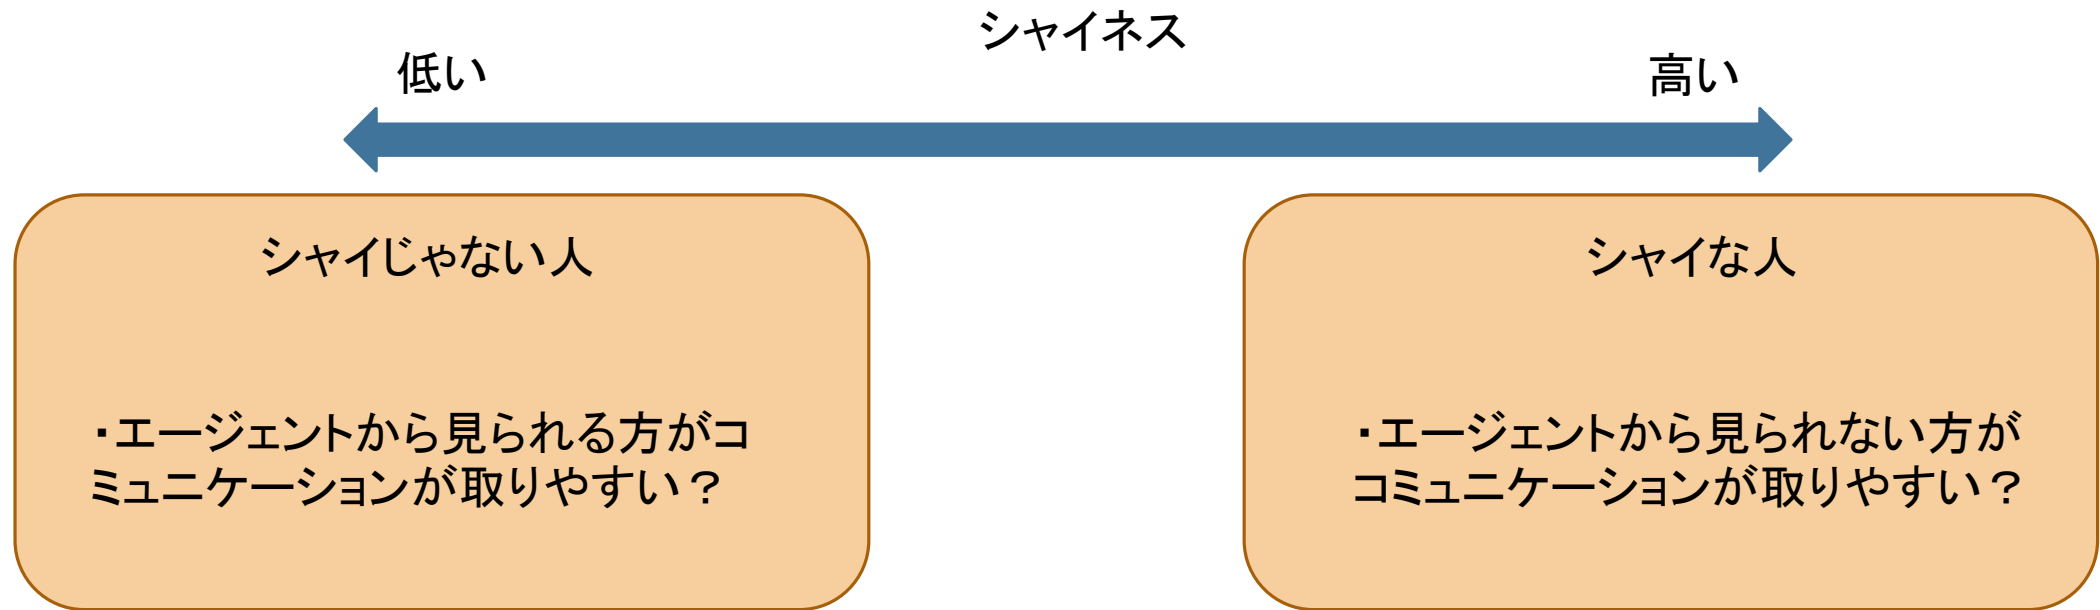 シャイネス
低い
高い
シャイじゃない人
・エージェントから見られる方がコ
ミュニケーションが取りやすい？
シャイな人
・エージェントから見られない方が
コミュニケーションが取りやすい？